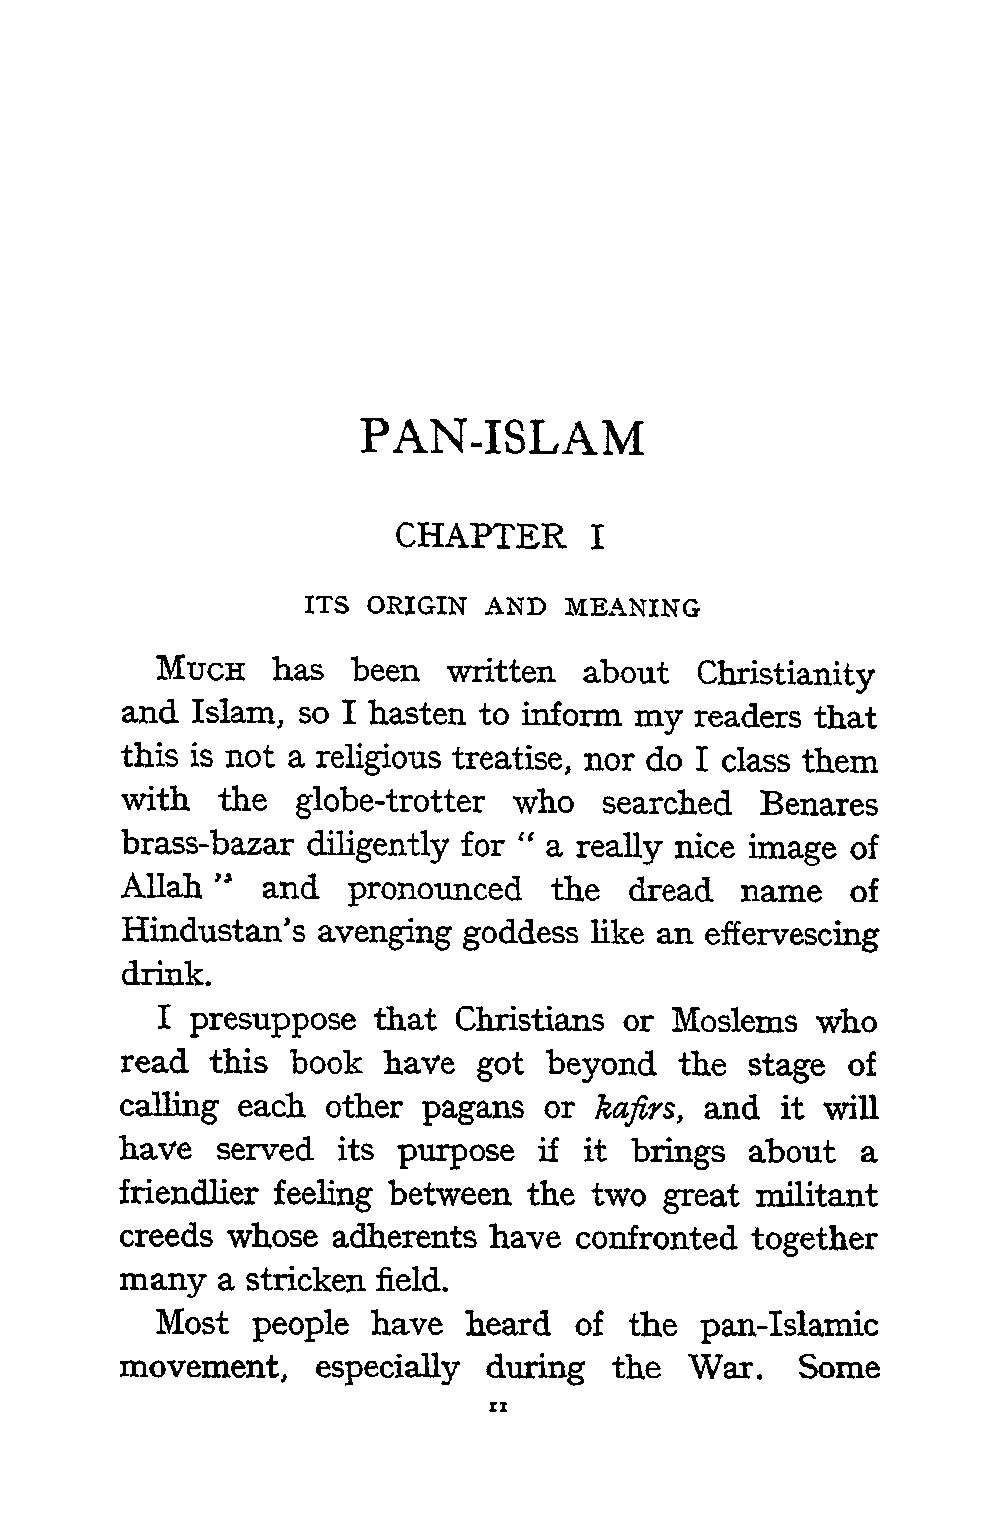 PAN-ISLAM
CHAPTER I
ITS ORIGIN AND MEANING
MUCH has been written about Christianity
and Islam, so I hasten to inform my readers that
this is not a religious treatise, nor do I class them
with the globe-trotter who searched Benares
brass-bazar diligently for “ a really nice image of
Allah ” and pronounced the dread name of
Hindustan’s avenging goddess like an effervescing
drink.
I presuppose that Christians or Moslems who
read this book have got beyond the stage of
calling each other pagans or kafirs, and it will
have served its purpose if it brings about a
friendlier feeling between the two great militant
creeds whose adherents have confronted together
many a stricken field.
Most people have heard of the pan-Islamic
movement, especially during the War. Some
11